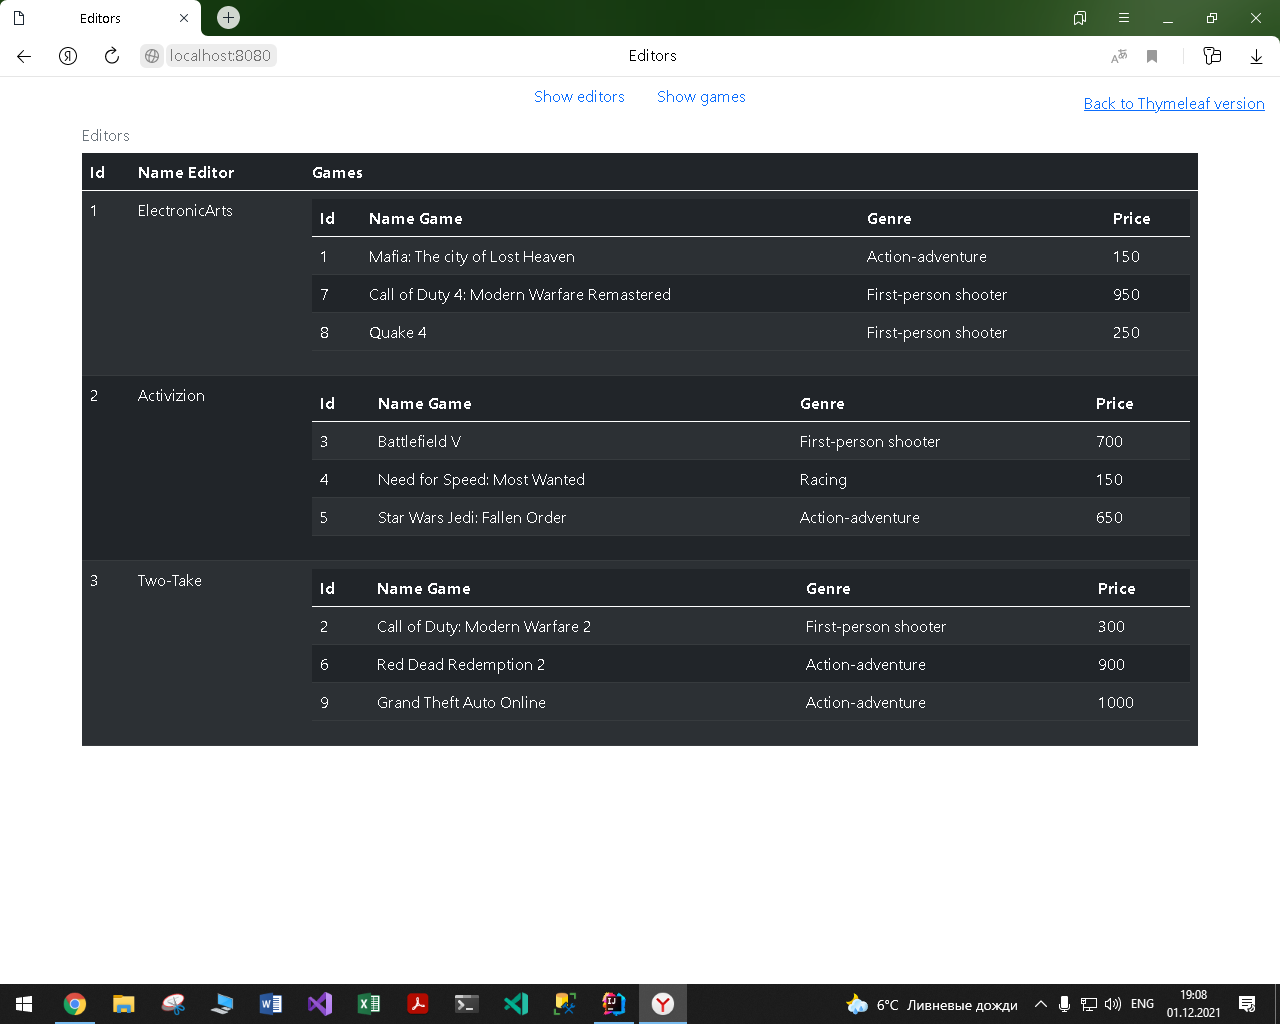 Editors
localhost:8080
Editors
Show editors Show games
Back to Thymeleaf version
Editors
Id Name Editor Games
1 ElectronicArts
Id Name Game Genre Price
1 Mafia: The city of Lost Heaven Action-adventure 150
7 Call of Duty 4: Modern Warfare Remastered First-person shooter 950
8 Quake 4 First-person shooter 250
2 Activizion
Id Name Game Genre Price
3 Battlefield V First-person shooter 700
4 Need for Speed: Most Wanted Racing 150
5 Star Wars Jedi: Fallen Order Action-adventure 650
3 Two-Take
Id Name Game Genre Price
2 Call of Duty: Modern Warfare 2 First-person shooter 300
6 Red Dead Redemption 2 Action-adventure 900
9 Grand Theft Auto Online Action-adventure 1000
6°C Ливневые дожди
ENG
19:08
01.12.2021